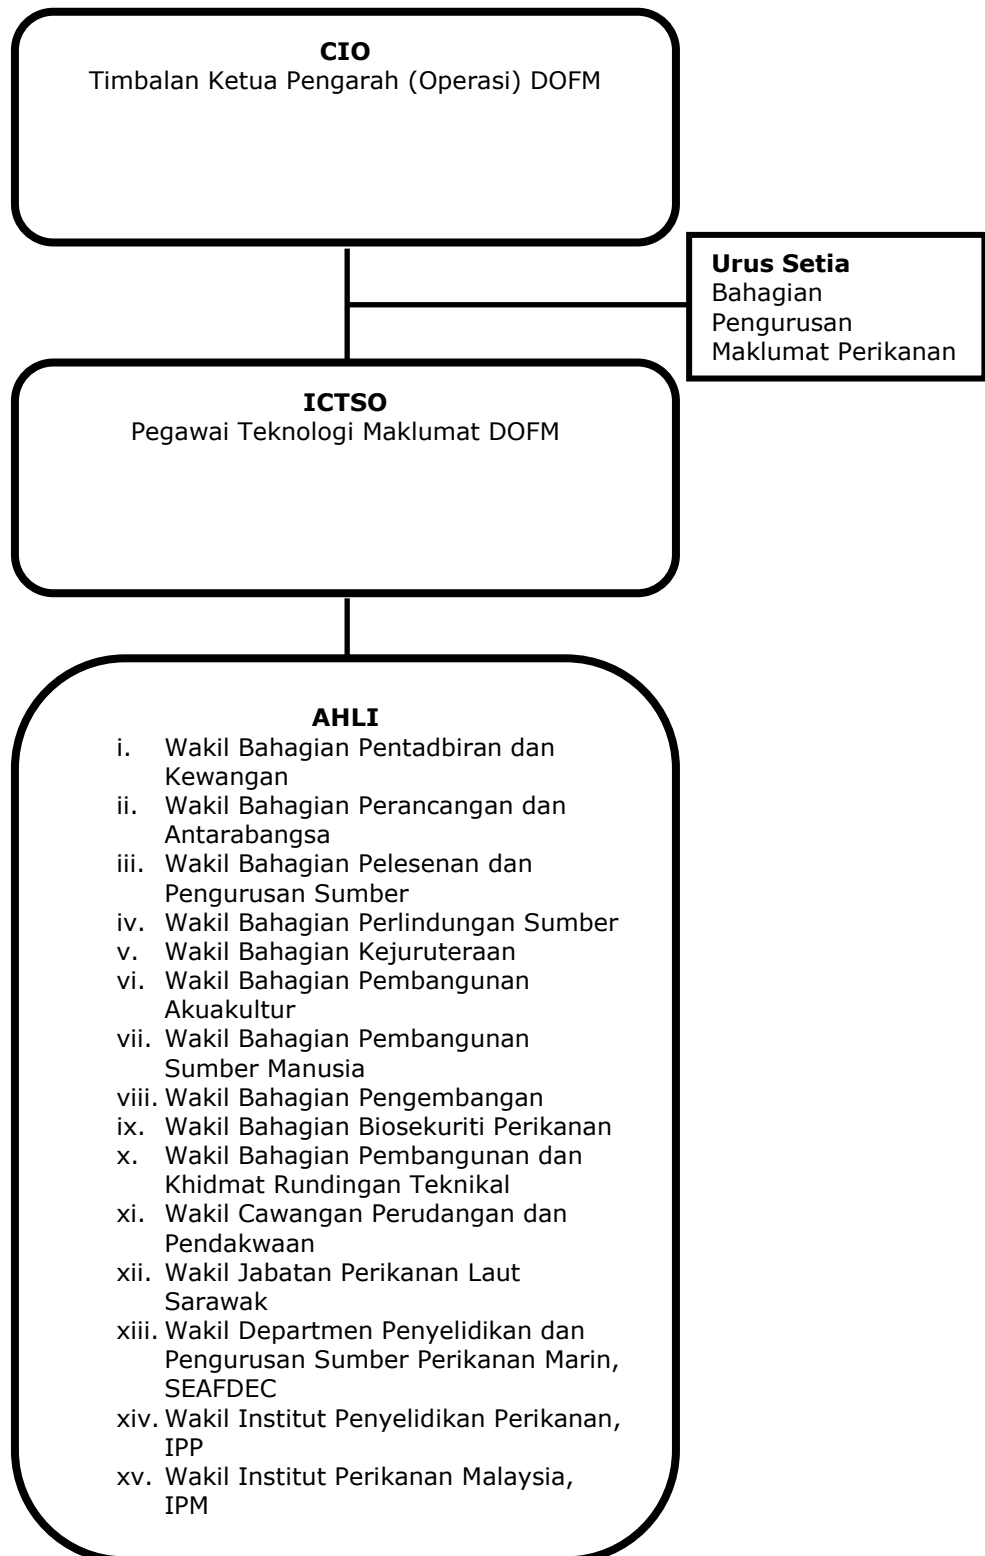 CIO
Timbalan Ketua Pengarah (Operasi) DOFM
Urus Setia
Bahagian
Pengurusan
Maklumat Perikanan
ICTSO
Pegawai Teknologi Maklumat DOFM
AHLI
i. Wakil Bahagian Pentadbiran dan
Kewangan
ii. Wakil Bahagian Perancangan dan
Antarabangsa
iii. Wakil Bahagian Pelesenan dan
Pengurusan Sumber
iv. Wakil Bahagian Perlindungan Sumber
v. Wakil Bahagian Kejuruteraan
vi. Wakil Bahagian Pembangunan
Akuakultur
vii. Wakil Bahagian Pembangunan
Sumber Manusia
viii. Wakil Bahagian Pengembangan
ix. Wakil Bahagian Biosekuriti Perikanan
x. Wakil Bahagian Pembangunan dan
Khidmat Rundingan Teknikal
xi. Wakil Cawangan Perudangan dan
Pendakwaan
xii. Wakil Jabatan Perikanan Laut
Sarawak
xiii. Wakil Departmen Penyelidikan dan
Pengurusan Sumber Perikanan Marin,
SEAFDEC
xiv. Wakil Institut Penyelidikan Perikanan,
IPP
xv. Wakil Institut Perikanan Malaysia,
IPM